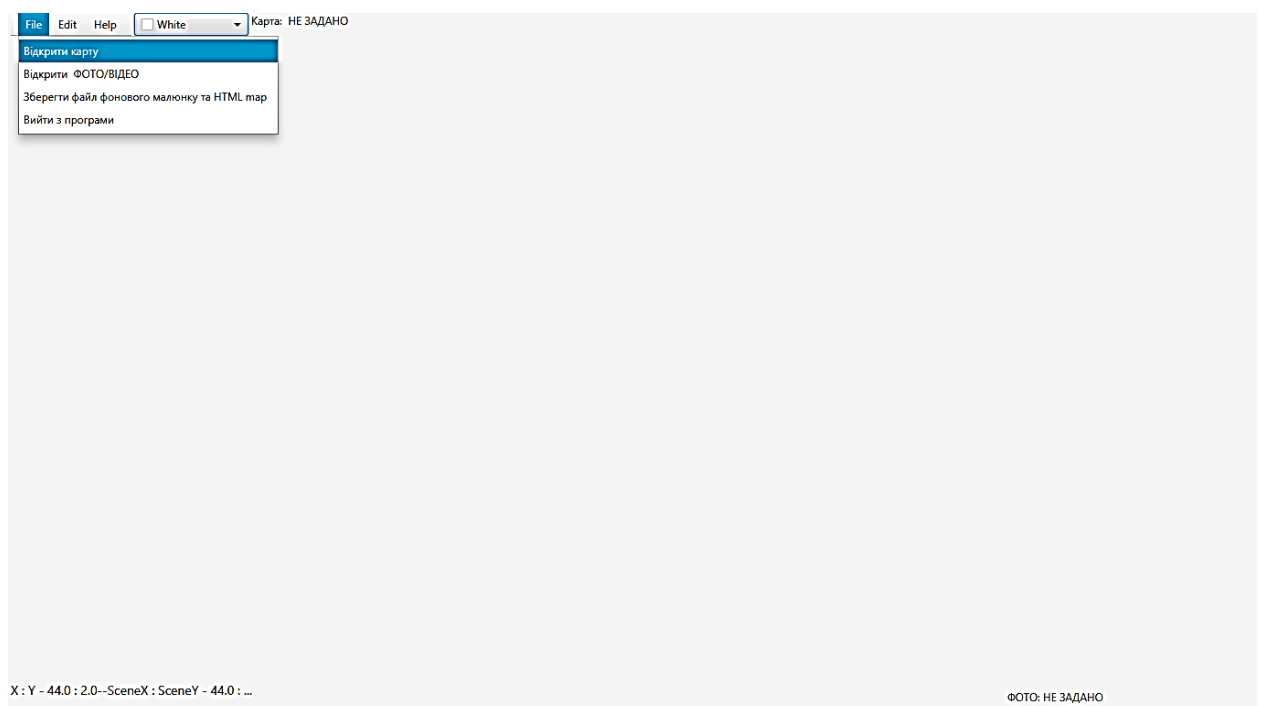 File Edit Help White Карта: НЕ ЗАДАНО
Відкрити карту
Відкрити ФОТО/ВІДЕО
Зберегти файл фонового малюнку та HTML map
Вийти з програми
X : Y - 44.0 : 2.0--SceneX : SceneY - 44.0 : ...
ФОТО: НЕ ЗАДАНО